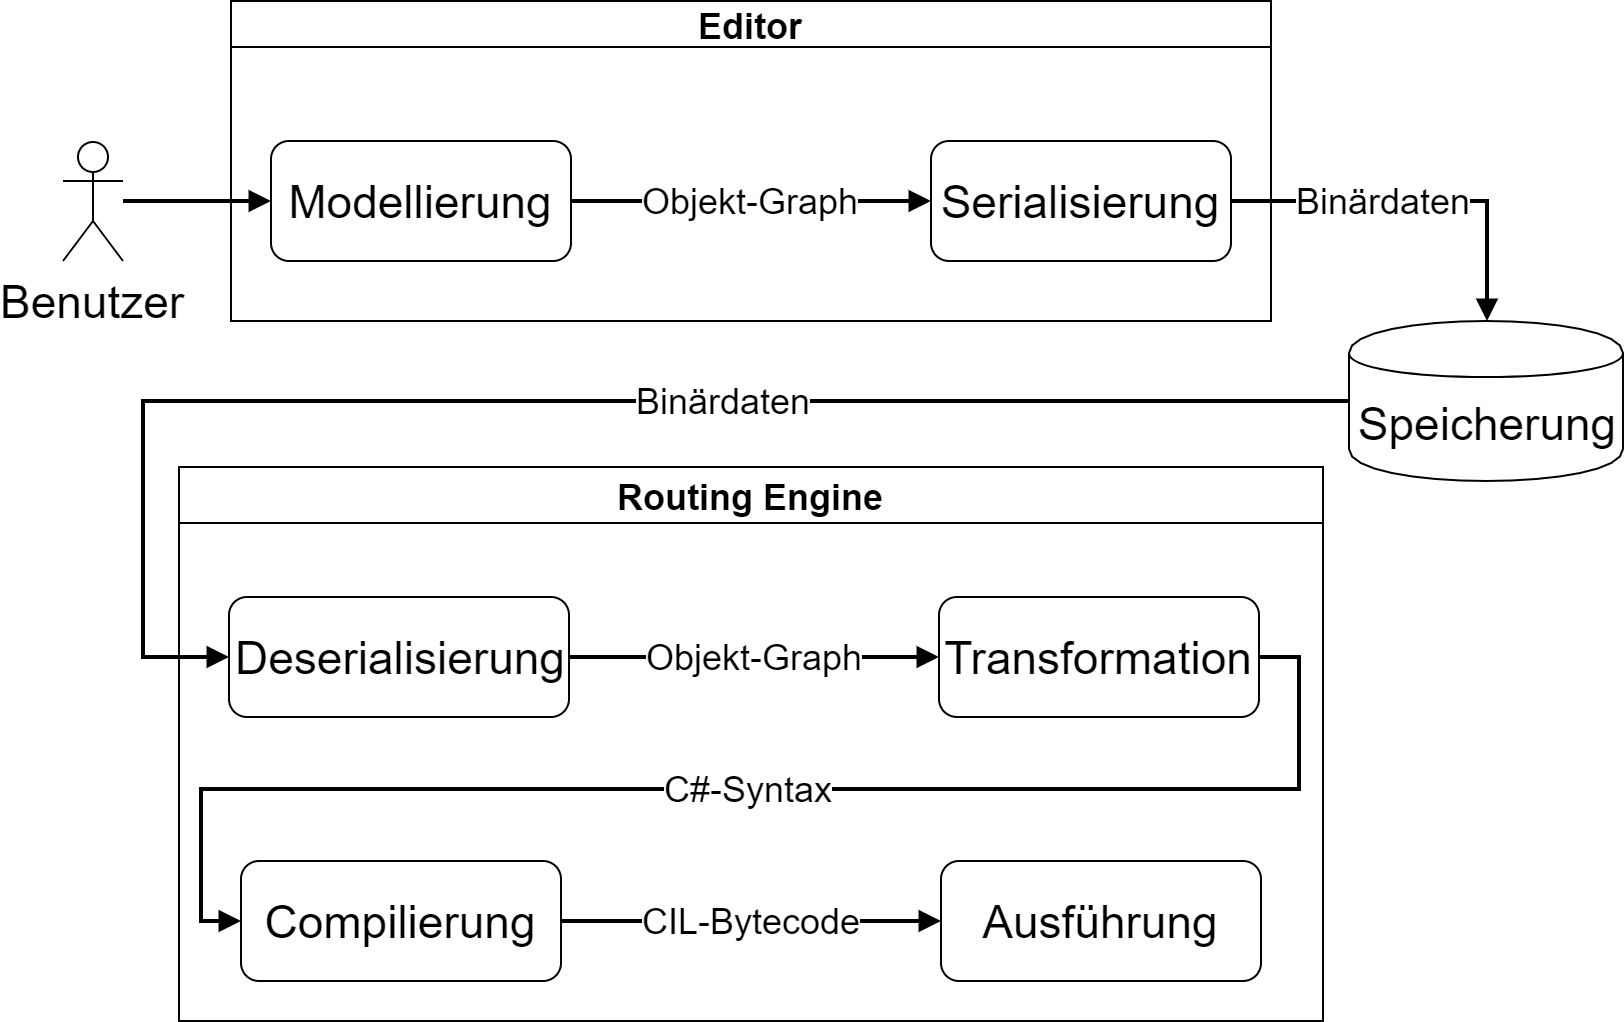 Editor
Modellierung
Objekt-Graph
Serialisierung
Binärdaten
Benutzer
Binärdaten
Speicherung
Routing Engine
Deserialisierung
Objekt-Graph
Transformation
C#-Syntax
Compilierung
CIL-Bytecode
Ausführung